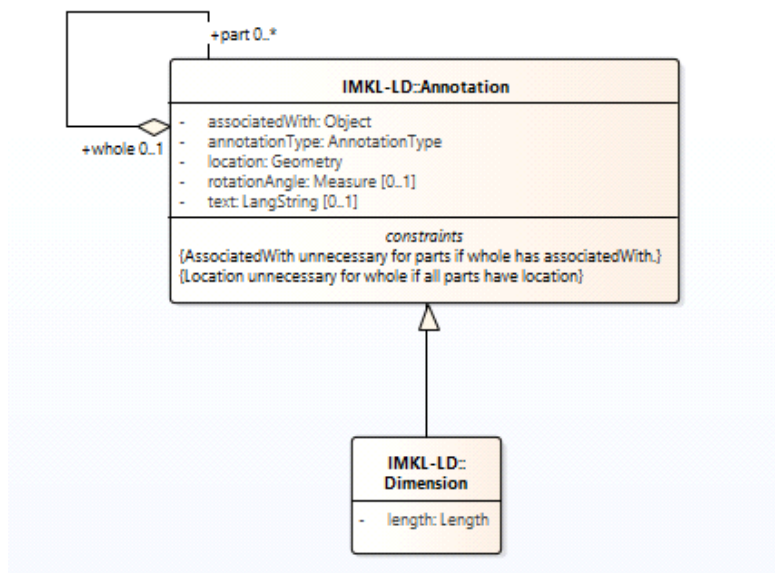 +part 0..*
IMKL-LD::Annotation
+whole 0..1
- associatedWith: Object
- annotationType: AnnotationType
- location: Geometry
- rotationAngle: Measure [0..1]
- text: LangString [0..1]
constraints
{AssociatedWith unnecessary for parts if whole has associatedWith.}
{Location unnecessary for whole if all parts have location}
IMKL-LD::
Dimension
- length: Length